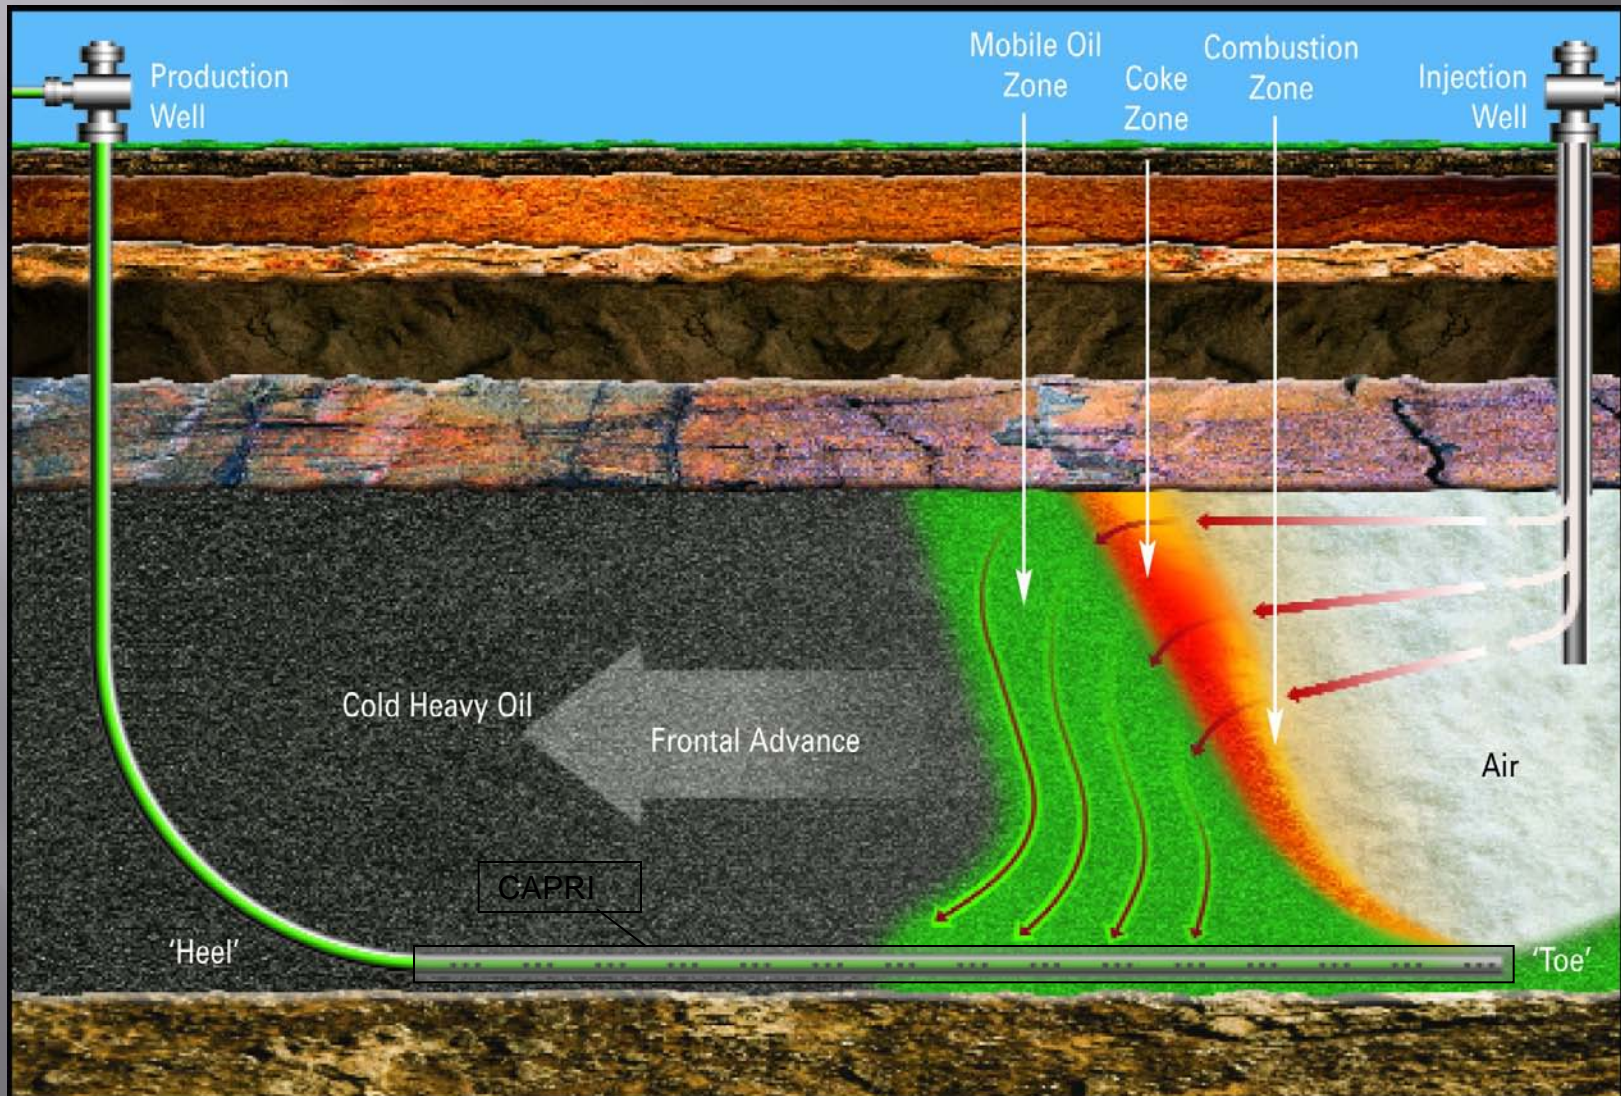 Production
Well
Mobile Oil
Zone
Coke
Zone
Combustion
Zone
Injection
Well
Cold Heavy Oil
Frontal Advance
Air
CAPRI
'Heel'
'Toe'